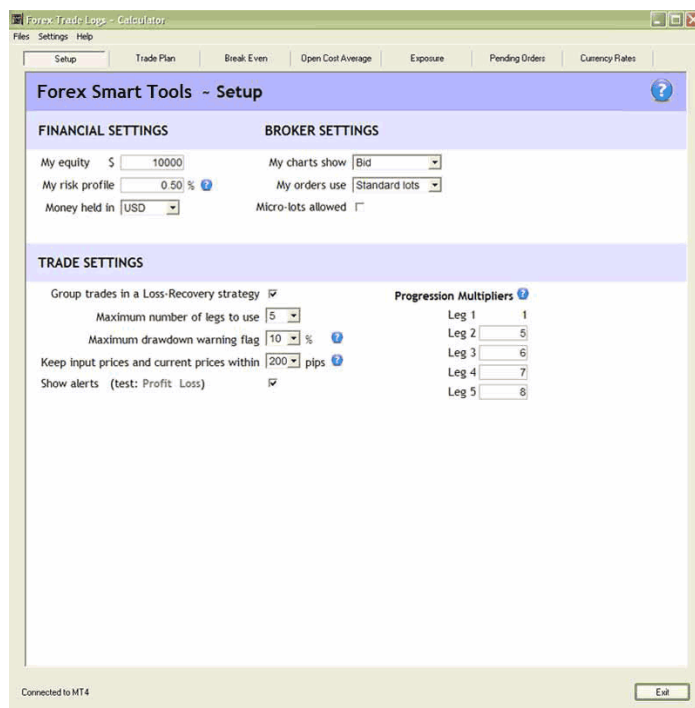 Forex Trade Logs - Calculator
Files Settings Help
Setup Trade Plan Break Even Open Cost Average Exposure Pending Orders Currency Rates
Forex Smart Tools ~ Setup ?
FINANCIAL SETTINGS BROKER SETTINGS
My equity $ 10000 My charts show Bid
My risk profile 0.50 % ? My orders use Standard lots
Money held in USD Micro-lots allowed
TRADE SETTINGS
Group trades in a Loss-Recovery strategy Progression Multipliers ?
Maximum number of legs to use 5 Leg 1 1
Maximum drawdown warning flag 10 % ? Leg 2 5
Keep input prices and current prices within 200 pips ? Leg 3 6
Show alerts (test: Profit Loss) Leg 4 7
Leg 5 8
Connected to MT4 Exit